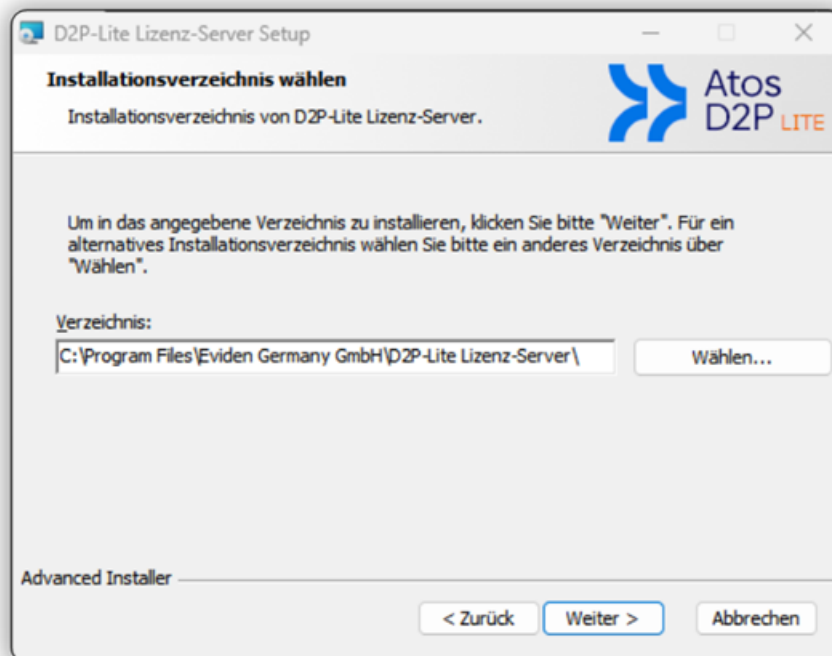 D2P-Lite Lizenz-Server Setup
Installationsverzeichnis wählen
Installationsverzeichnis von D2P-Lite Lizenz-Server.
Atos
D2P LITE
Um in das angegebene Verzeichnis zu installieren, klicken Sie bitte "Weiter". Für ein
alternatives Installationsverzeichnis wählen Sie bitte ein anderes Verzeichnis über
"Wählen".
Verzeichnis:
C:\Program Files\Eviden Germany GmbH\D2P-Lite Lizenz-Server\
Wählen...
Advanced Installer
< Zurück
Weiter >
Abbrechen